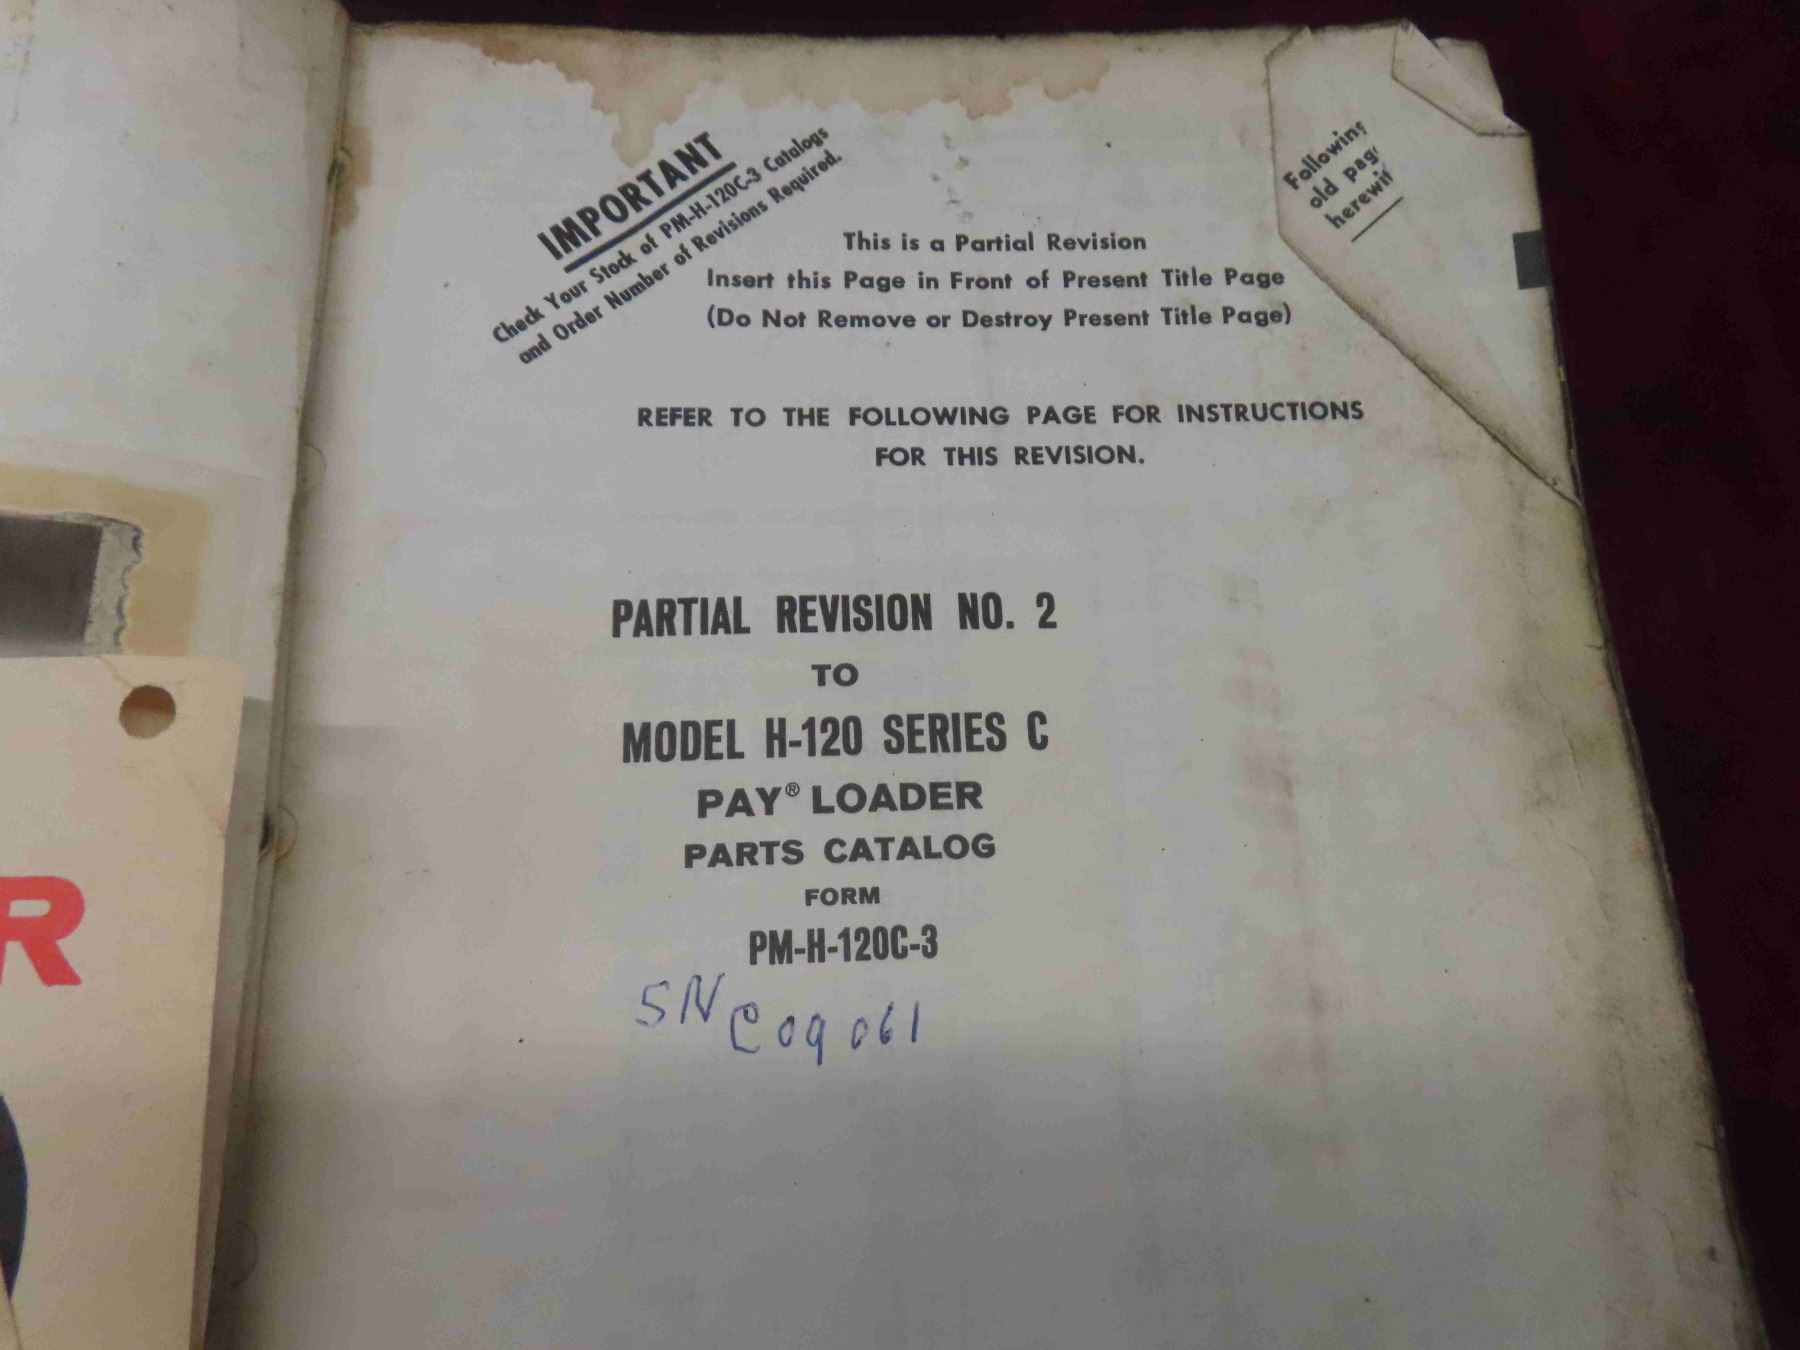 IMPORTANT
Check Your Stock of PM-H-120C-3 Catalogs
and Order Number of Revisions Required.
Following
old
herewit
This is a Partial Revision
Insert this Page in Front of Present Title Page
(Do Not Remove or Destroy Present Title Page)
REFER TO THE FOLLOWING PAGE FOR INSTRUCTIONS
FOR THIS REVISION.
PARTIAL REVISION NO. 2
TO
MODEL H-120 SERIES C
PAY® LOADER
PARTS CATALOG
FORM
PM-H-120C-3
SN C09061
R